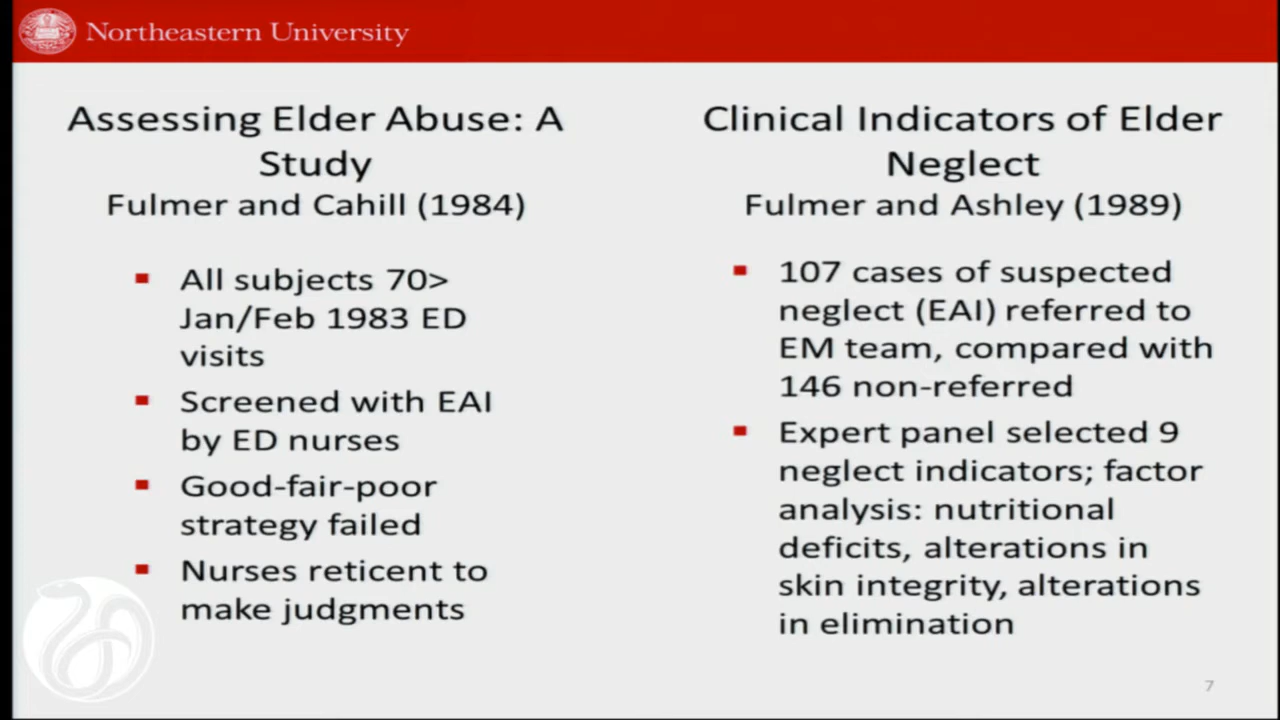 Northeastern University
Assessing Elder Abuse: A
Study
Fulmer and Cahill (1984)
All subjects 70>
Jan/Feb 1983 ED
visits
Screened with EAI
by ED nurses
Good-fair-poor
strategy failed
Nurses reticent to
make judgments
Clinical Indicators of Elder
Neglect
Fulmer and Ashley (1989)
107 cases of suspected
neglect (EAI) referred to
EM team, compared with
146 non-referred
Expert panel selected 9
neglect indicators; factor
analysis: nutritional
deficits, alterations in
skin integrity, alterations
in elimination
7